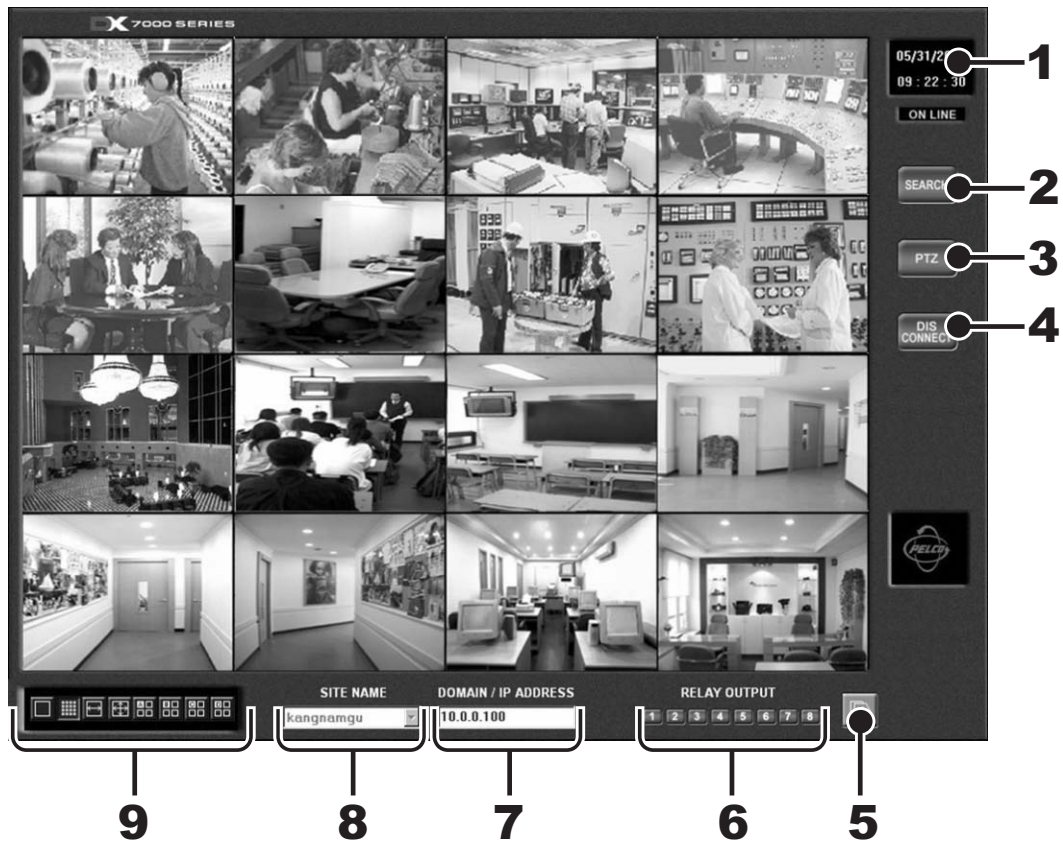 DX 7000 SERIES
05/31/2
09 : 22 : 30
ON LINE
SEARCH
PTZ
DIS
CONNECT
PELCO
SITE NAME
DOMAIN / IP ADDRESS
RELAY OUTPUT
kangnamgu
10.0.0.100
1 2 3 4 5 6 7 8
1
2
3
4
5
6
7
8
9